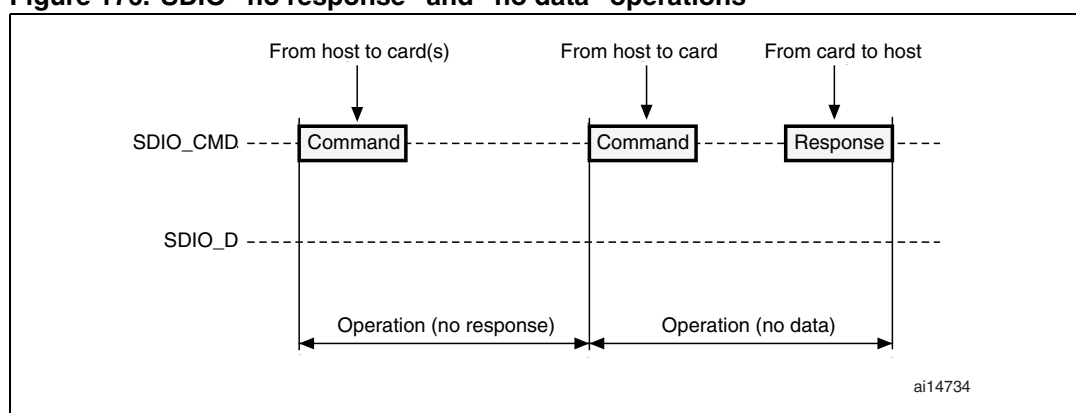 Figure 176. SDIO "no response" and "no data" operations
From host to card(s) From host to card From card to host
SDIO_CMD Command Command Response
SDIO_D
Operation (no response) Operation (no data)
ai14734